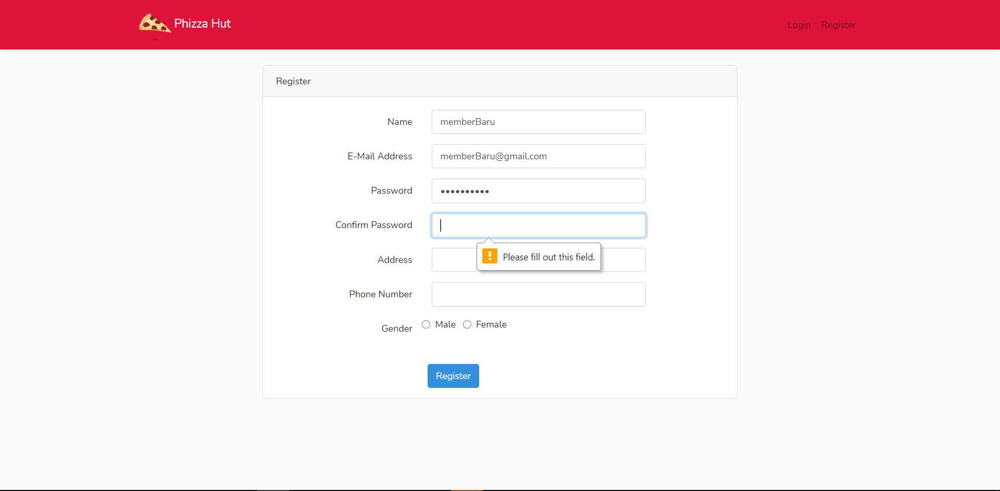 Phizza Hut
Login Register
Register
Name memberBaru
E-Mail Address memberBaru@gmail.com
Password ••••••••••
Confirm Password
Please fill out this field.
Address
Phone Number
Gender Male Female
Register